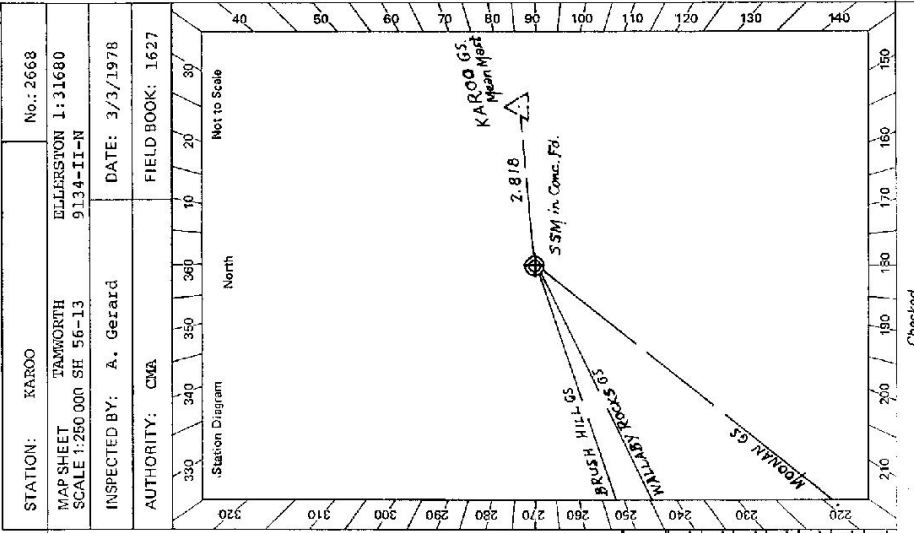 STATION: KAROO No.: 2668
MAP SHEET TAMWORTH ELLERSTON 1:31680
SCALE 1:250 000 SH 56-13 9134-II-N
INSPECTED BY: A. Gerard DATE: 3/3/1978
AUTHORITY: CMA FIELD BOOK: 1627
330 340 350 360 10 20 30
Station Diagram North Not to Scale
320
310
300
290
280
270
260
250
240
230
220
40
50
60
70
80
90
100
110
120
130
140
KAROO GS.
Mean Mast
2.818
SSM in Conc. Fd.
BRUSH HILL GS
WALLABY ROCKS GS
MOONAN GS
210 200 190 180 170 160 150
Checked